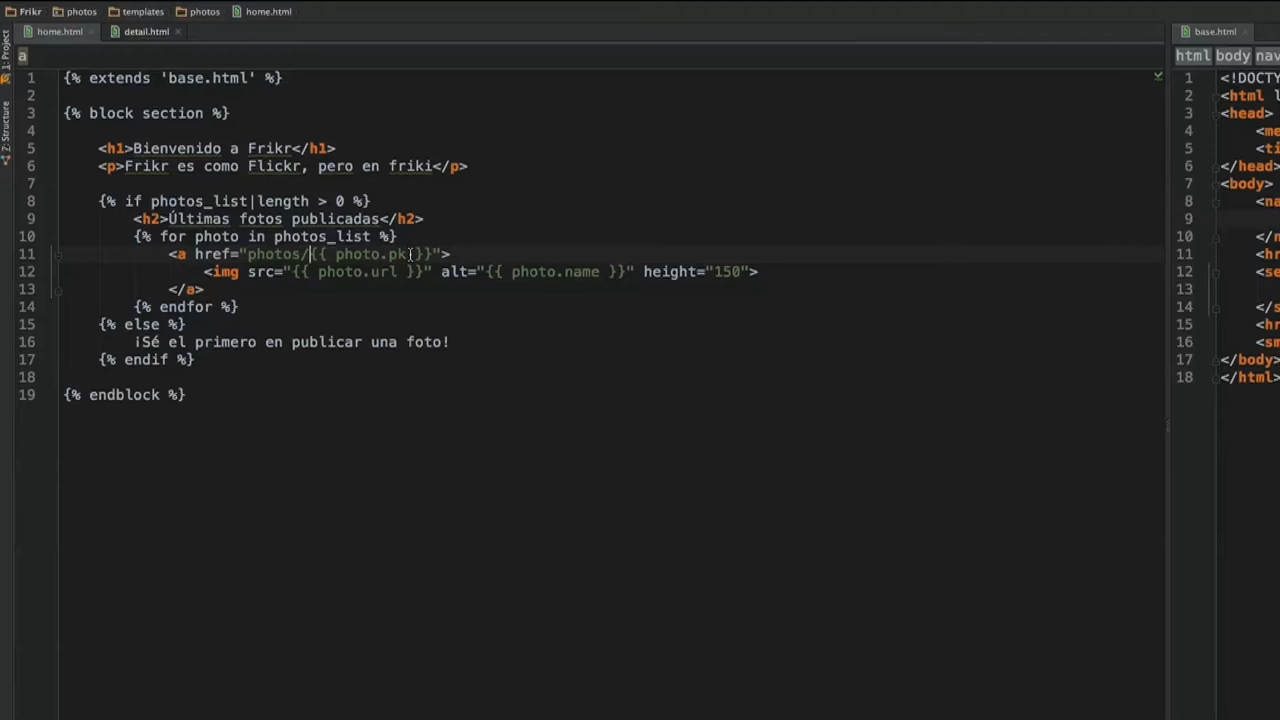 Frikr photos templates photos home.html
home.html detail.html
base.html
1: Project
7: Structure
a
html body nav
1 {% extends 'base.html' %}
2
3 {% block section %}
4
5 <h1>Bienvenido a Frikr</h1>
6 <p>Frikr es como Flickr, pero en friki</p>
7
8 {% if photos_list|length > 0 %}
9 <h2>Últimas fotos publicadas</h2>
10 {% for photo in photos_list %}
11 <a href="photos/{{ photo.pk }}">
12 <img src="{{ photo.url }}" alt="{{ photo.name }}" height="150">
13 </a>
14 {% endfor %}
15 {% else %}
16 ¡Sé el primero en publicar una foto!
17 {% endif %}
18
19 {% endblock %}
1 <!DOCTY
2 <html l
3 <head>
4 <me
5 <ti
6 </head>
7 <body>
8 <na
9
10 </n
11 <hr
12 <se
13
14 </s
15 <hr
16 <sm
17 </body>
18 </html>